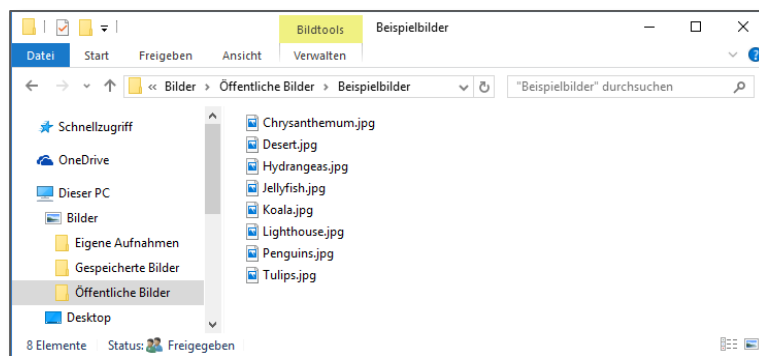 Bildtools Beispielbilder
Datei Start Freigeben Ansicht Verwalten
« Bilder > Öffentliche Bilder > Beispielbilder "Beispielbilder" durchsuchen
Schnellzugriff
OneDrive
Dieser PC
Bilder
Eigene Aufnahmen
Gespeicherte Bilder
Öffentliche Bilder
Desktop
Chrysanthemum.jpg
Desert.jpg
Hydrangeas.jpg
Jellyfish.jpg
Koala.jpg
Lighthouse.jpg
Penguins.jpg
Tulips.jpg
8 Elemente Status: Freigegeben